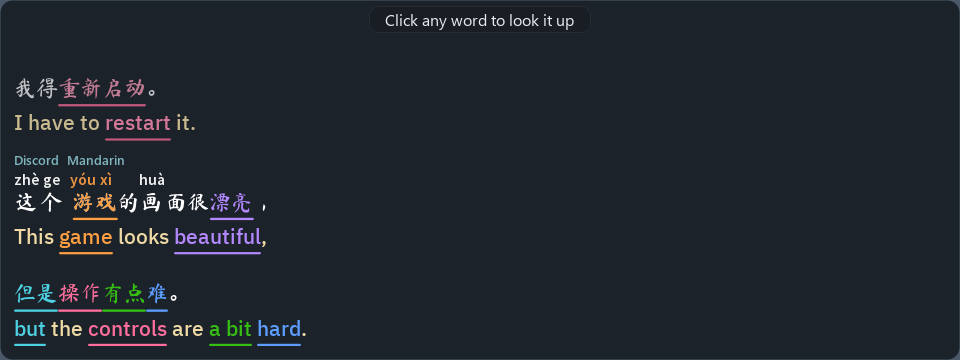 Click any word to look it up
我得重新启动。
I have to restart it.
Discord Mandarin
zhè ge yóu xì huà
这个 游戏的画面很漂亮,
This game looks beautiful,
但是操作有点难。
but the controls are a bit hard.